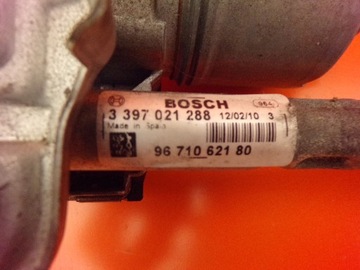 BOSCH
3 397 021 288 12/02/10 3
Made in Spain
96 710 621 80